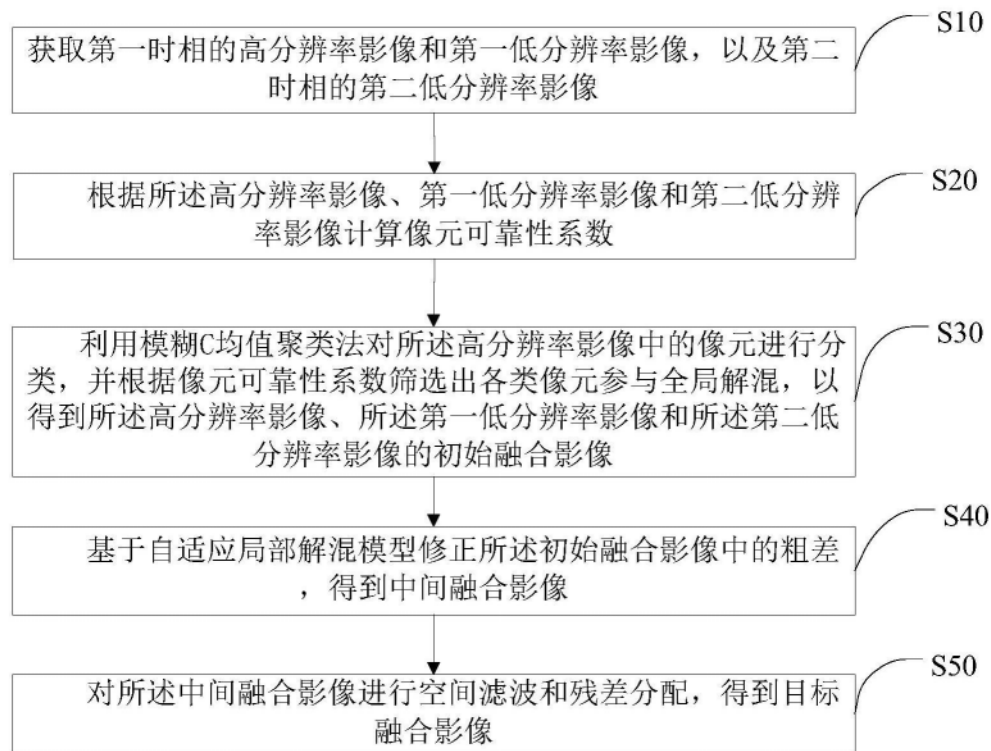 S10
获取第一时相的高分辨率影像和第一低分辨率影像，以及第二
时相的第二低分辨率影像
S20
根据所述高分辨率影像、第一低分辨率影像和第二低分辨
率影像计算像元可靠性系数
S30
利用模糊C均值聚类法对所述高分辨率影像中的像元进行分
类，并根据像元可靠性系数筛选出各类像元参与全局解混，以
得到所述高分辨率影像、所述第一低分辨率影像和所述第二低
分辨率影像的初始融合影像
S40
基于自适应局部解混模型修正所述初始融合影像中的粗差
，得到中间融合影像
S50
对所述中间融合影像进行空间滤波和残差分配，得到目标
融合影像